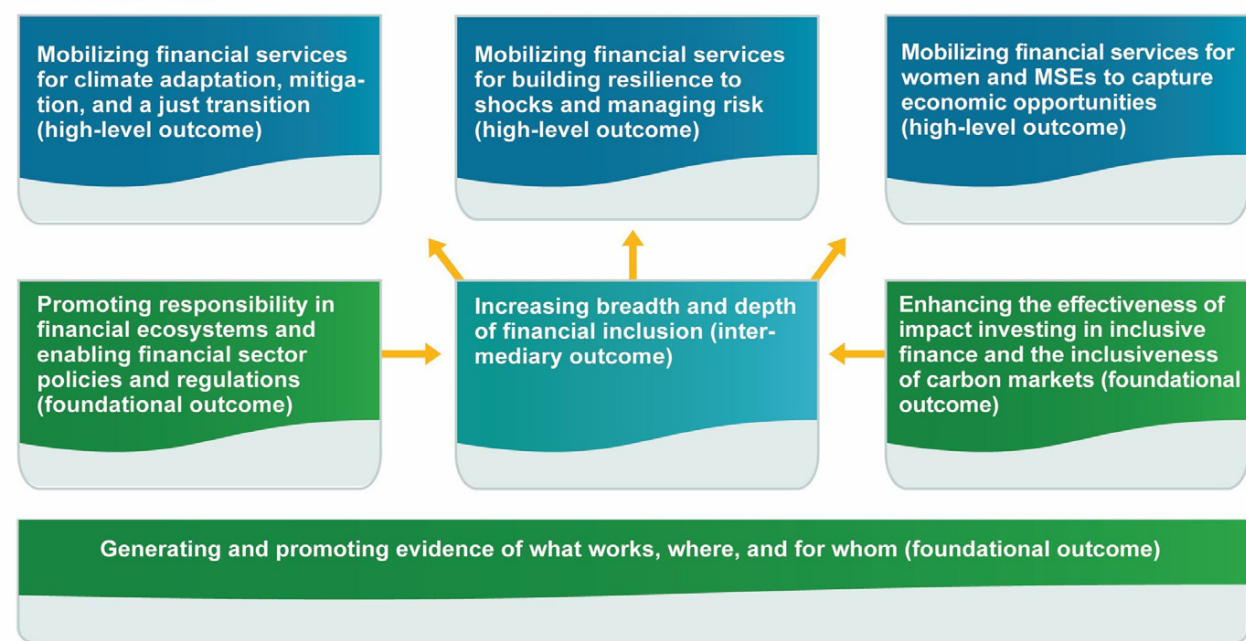 Mobilizing financial services
for climate adaptation, mitiga-
tion, and a just transition
(high-level outcome)
Mobilizing financial services
for building resilience to
shocks and managing risk
(high-level outcome)
Mobilizing financial services for
women and MSEs to capture
economic opportunities
(high-level outcome)
Promoting responsibility in
financial ecosystems and
enabling financial sector
policies and regulations
(foundational outcome)
Increasing breadth and depth
of financial inclusion (inter-
mediary outcome)
Enhancing the effectiveness of
impact investing in inclusive
finance and the inclusiveness
of carbon markets (foundational
outcome)
Generating and promoting evidence of what works, where, and for whom (foundational outcome)